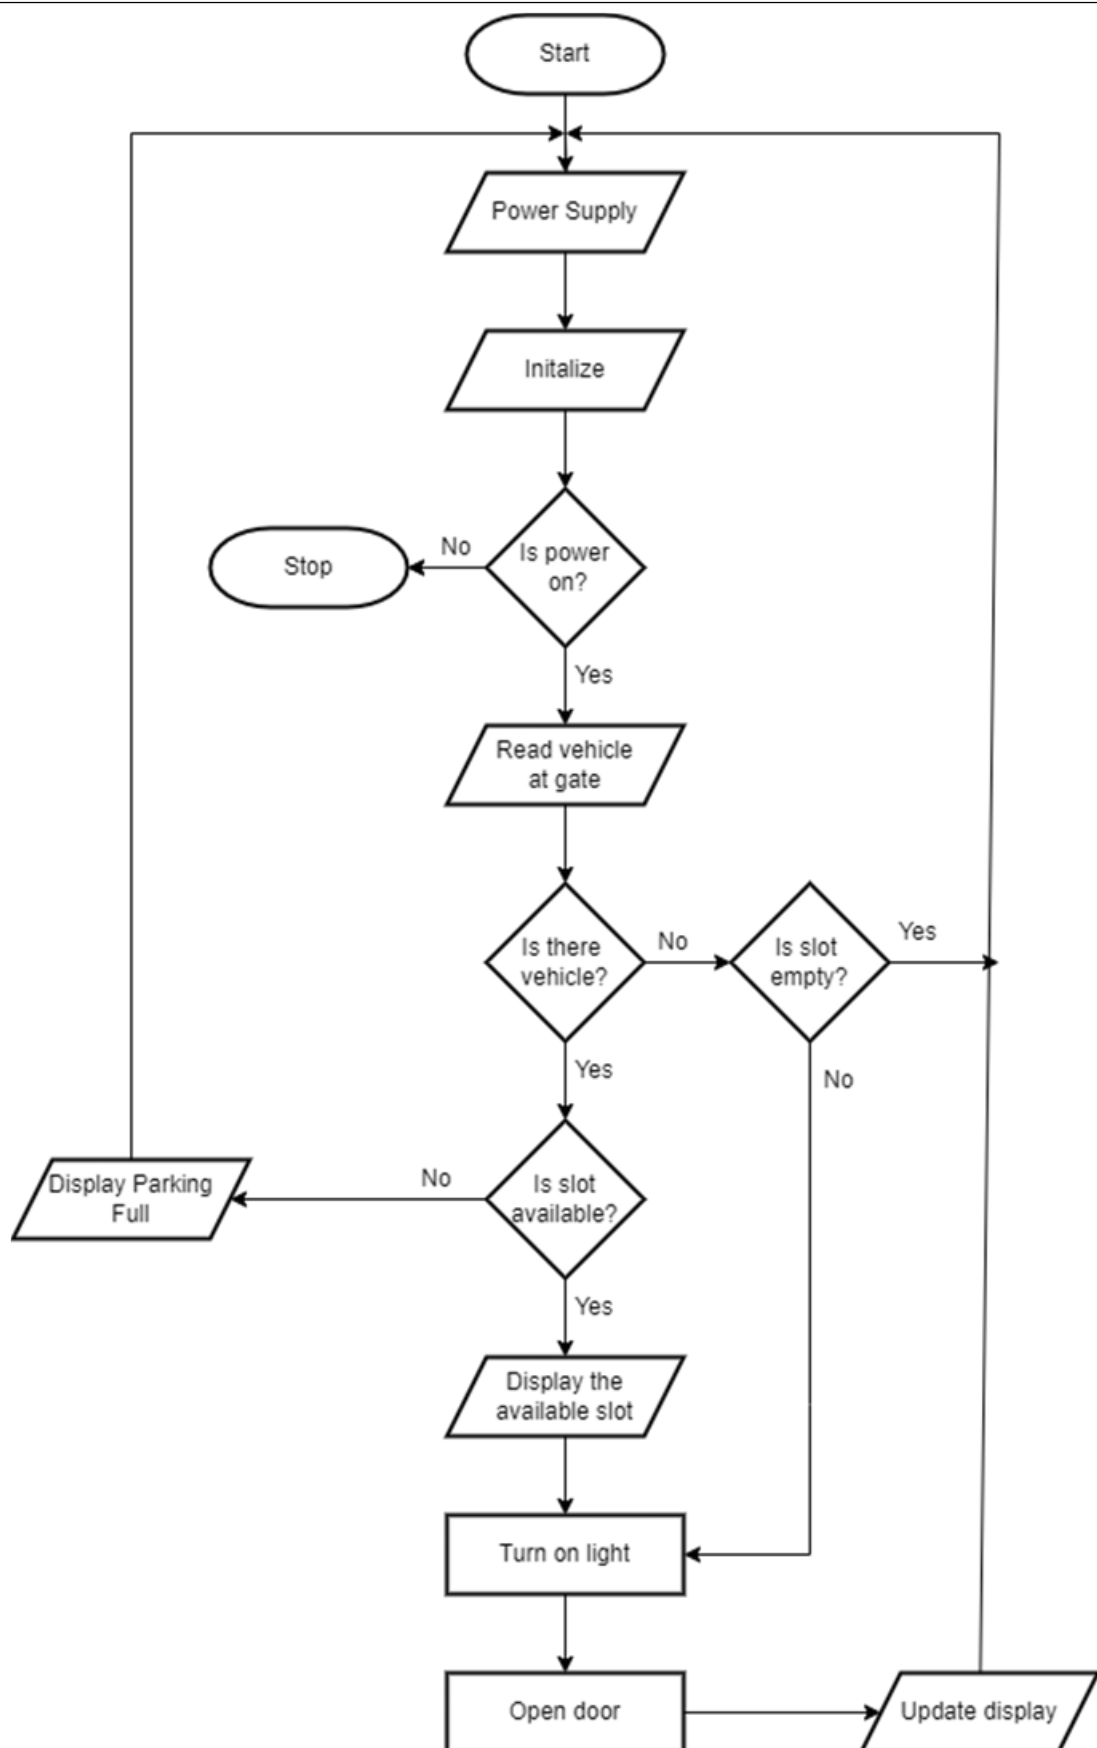 Start
Power Supply
Initalize
Is power
on?
No
Stop
Yes
Read vehicle
at gate
Is there
vehicle?
No
Is slot
empty?
Yes
Yes
No
Is slot
available?
No
Display Parking
Full
Yes
Display the
available slot
Turn on light
Open door
Update display